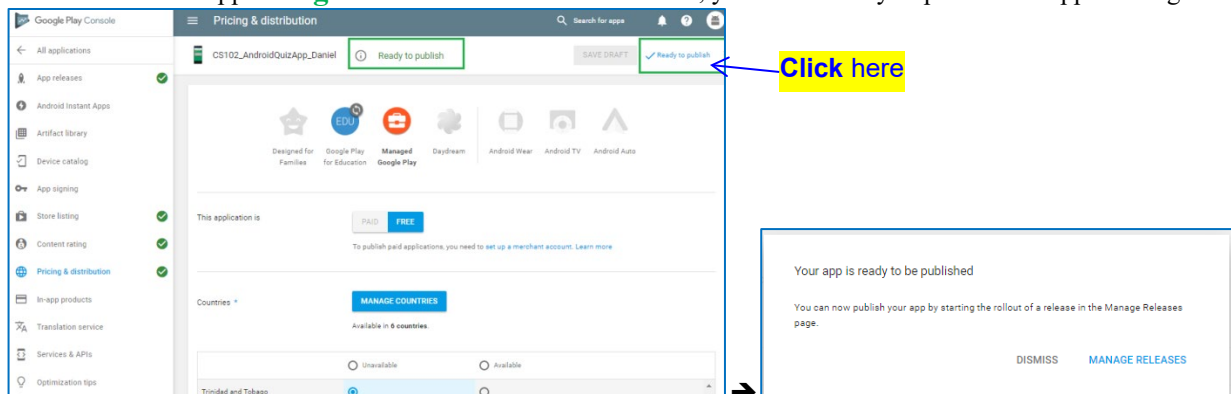 Google Play Console
Pricing & distribution
Search for apps
All applications
CS102_AndroidQuizApp_Daniel
Ready to publish
SAVE DRAFT
Ready to publish
Click here
App releases
Android Instant Apps
Artifact library
Device catalog
App signing
Store listing
Content rating
Pricing & distribution
In-app products
Translation service
Services & APIs
Optimization tips
EDU
Designed for Families
Google Play for Education
Managed Google Play
Daydream
Android Wear
Android TV
Android Auto
This application is
PAID
FREE
To publish paid applications, you need to set up a merchant account. Learn more
Countries *
MANAGE COUNTRIES
Available in 6 countries.
Unavailable
Available
Trinidad and Tobago
Your app is ready to be published
You can now publish your app by starting the rollout of a release in the Manage Releases
page.
DISMISS
MANAGE RELEASES